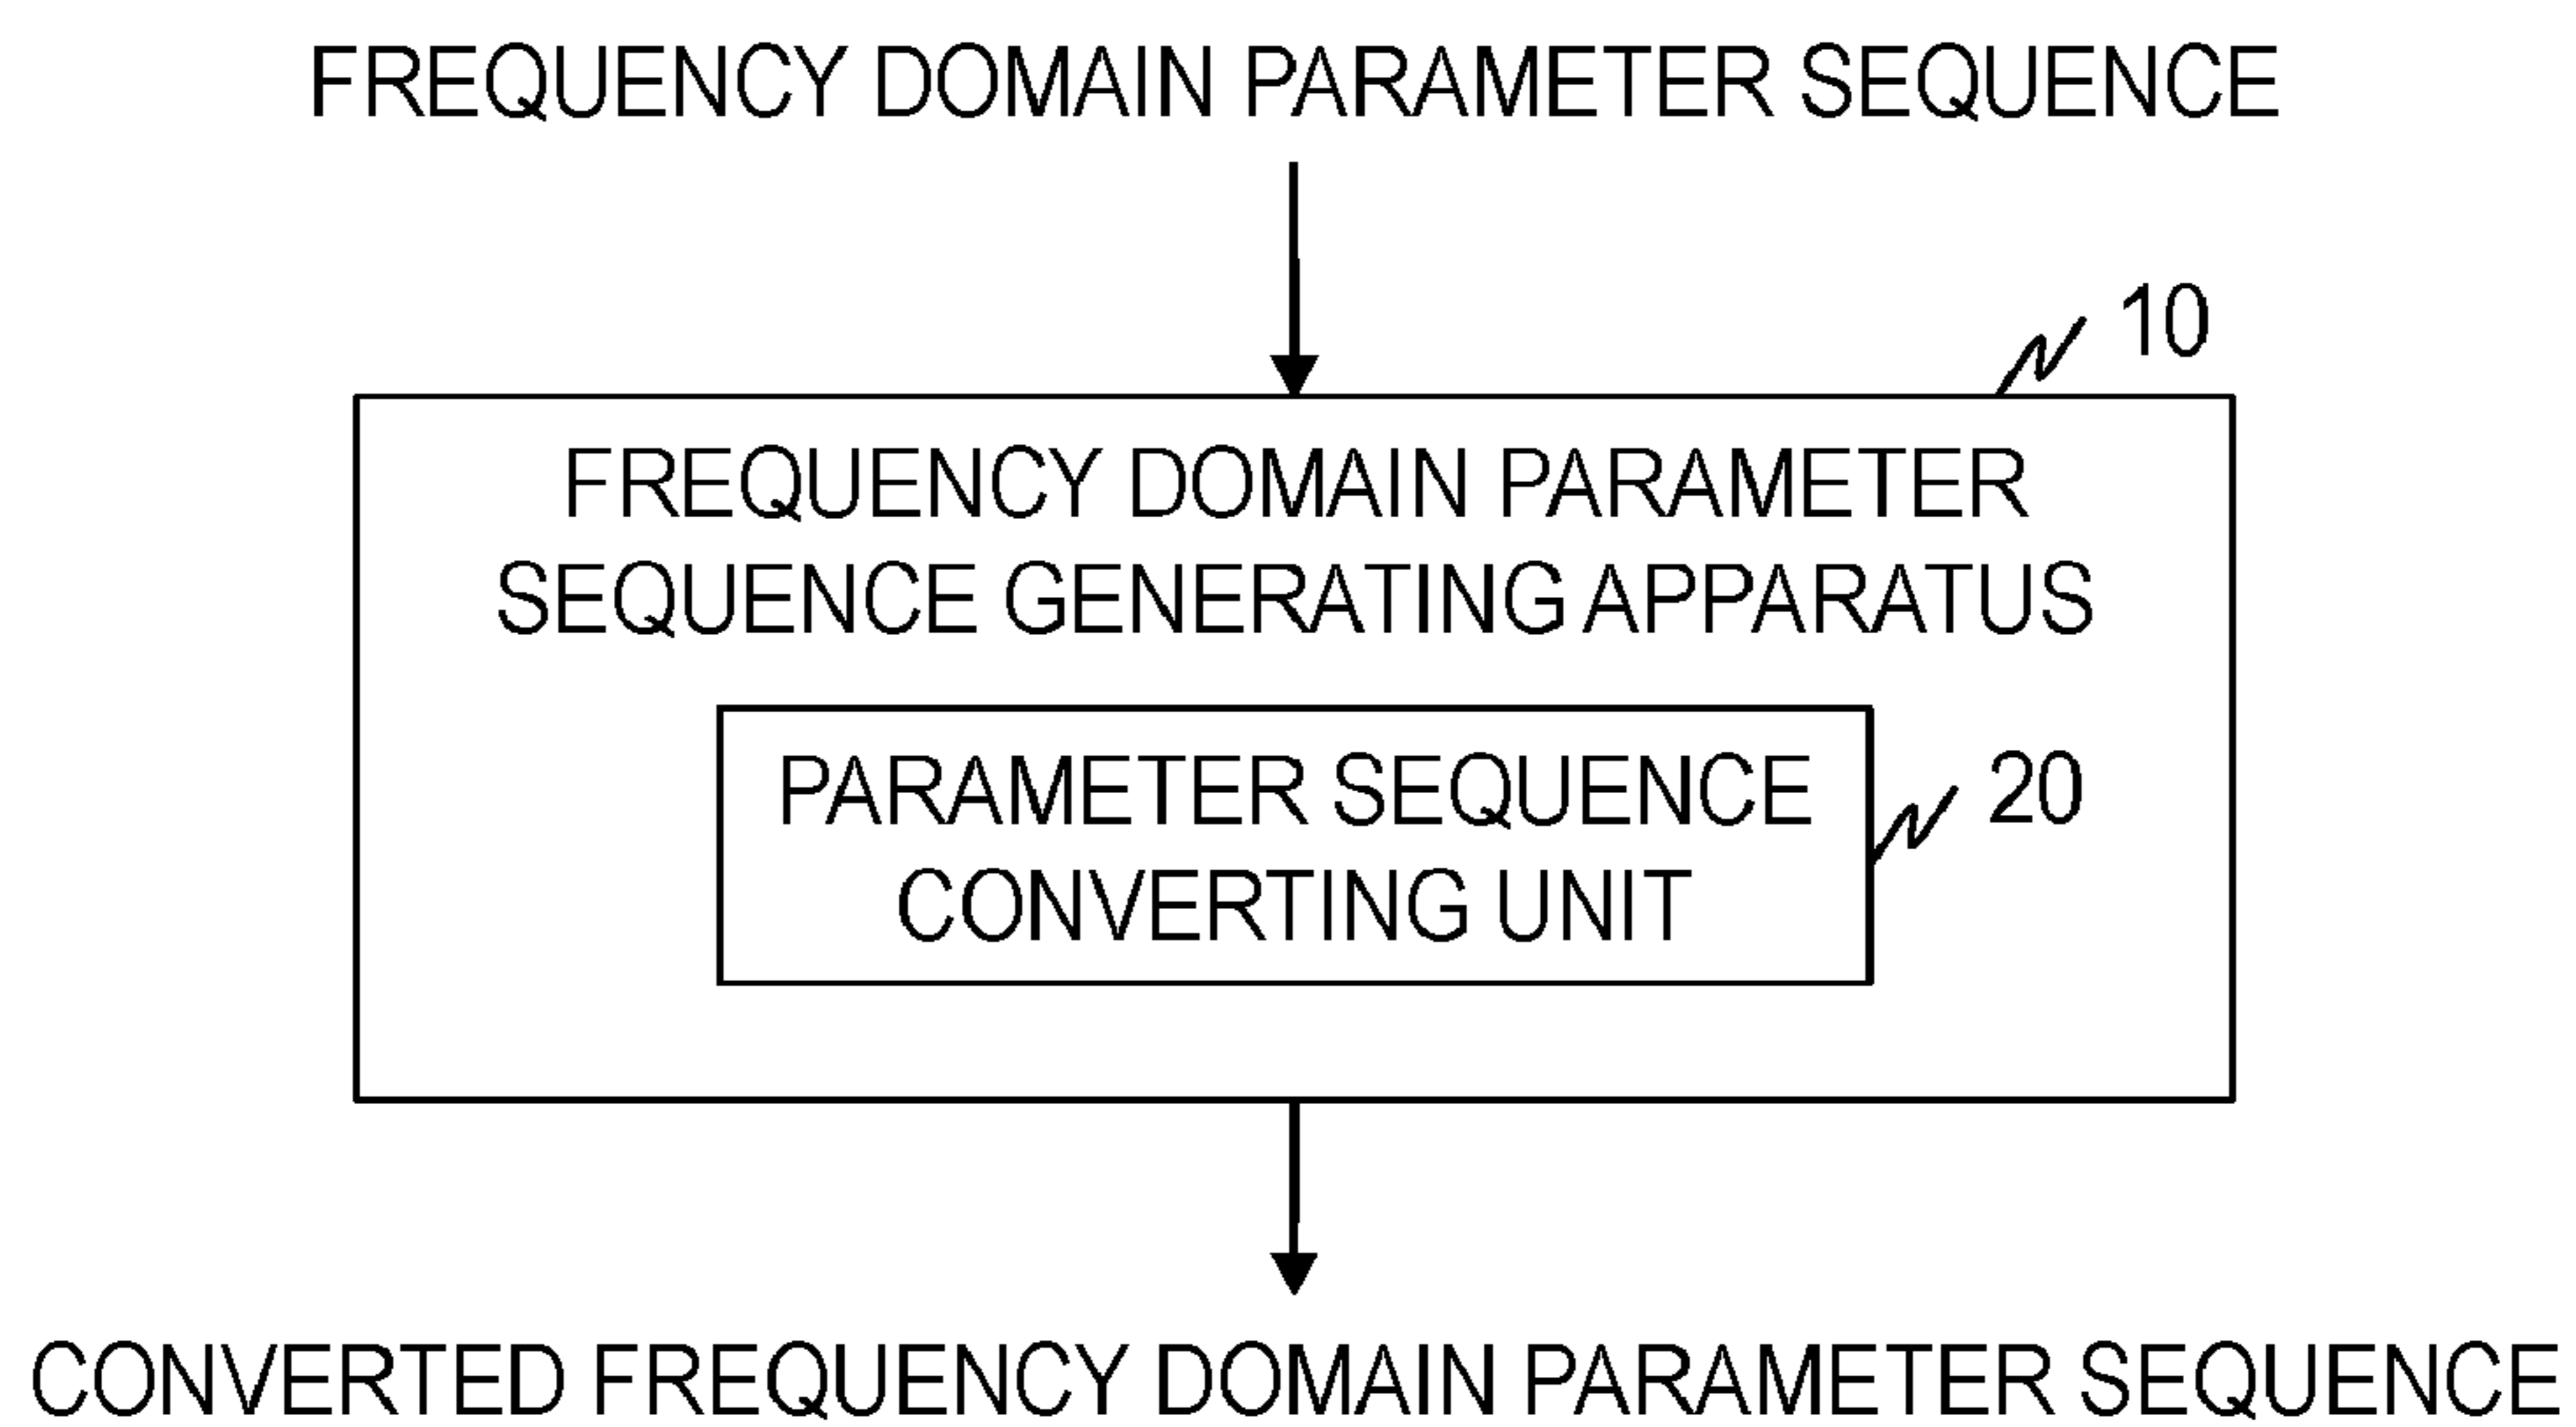 FREQUENCY DOMAIN PARAMETER SEQUENCE
10
FREQUENCY DOMAIN PARAMETER
SEQUENCE GENERATING APPARATUS
PARAMETER SEQUENCE
CONVERTING UNIT
20
CONVERTED FREQUENCY DOMAIN PARAMETER SEQUENCE